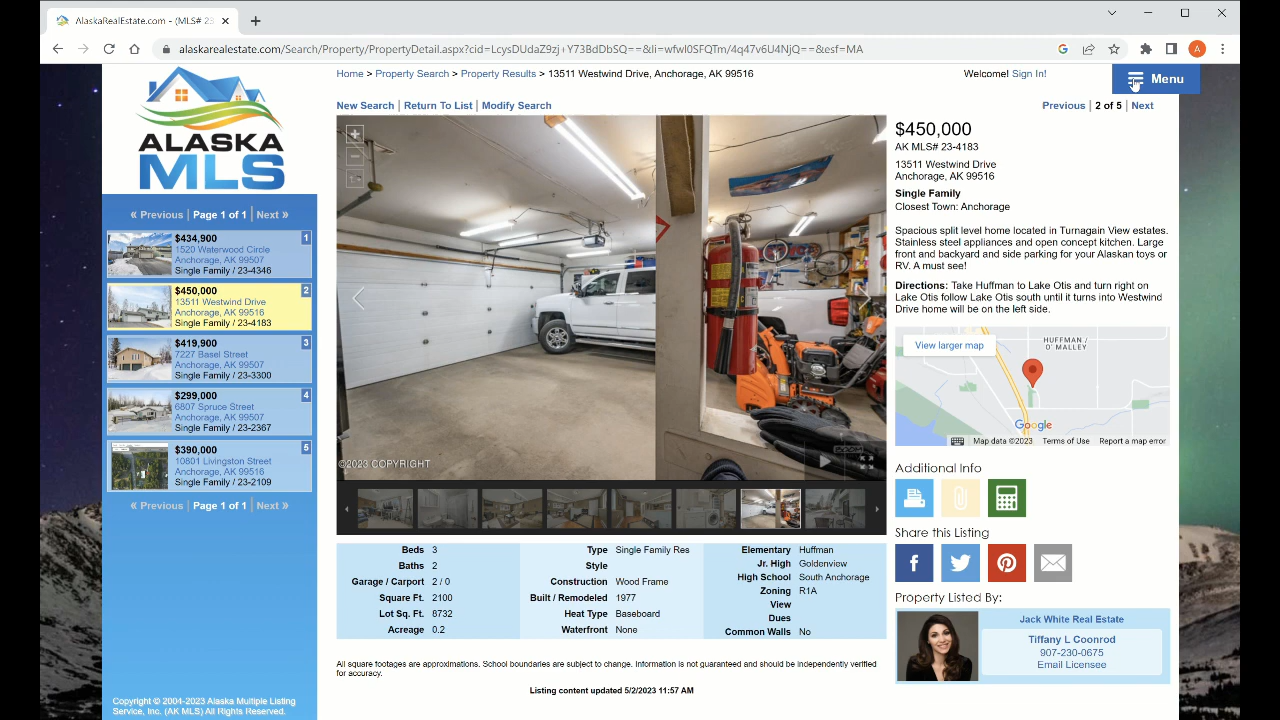 AlaskaRealEstate.com - (MLS# 23
alaskarealestate.com/Search/Property/PropertyDetail.aspx?cid=LcysDUdaZ9zj+Y73BdDbSQ==&li=wfwI0SFQTm/4q47v6U4NjQ==&esf=MA
A
Home > Property Search > Property Results > 13511 Westwind Drive, Anchorage, AK 99516
Welcome! Sign In!
Menu
New Search | Return To List | Modify Search
Previous | 2 of 5 | Next
ALASKA
MLS
« Previous | Page 1 of 1 | Next »
$434,900
1
1520 Waterwood Circle
Anchorage, AK 99507
Single Family / 23-4346
$450,000
2
13511 Westwind Drive
Anchorage, AK 99516
Single Family / 23-4183
$419,900
3
7227 Basel Street
Anchorage, AK 99507
Single Family / 23-3300
$299,000
4
6807 Spruce Street
Anchorage, AK 99507
Single Family / 23-2367
$390,000
5
10801 Livingston Street
Anchorage, AK 99516
Single Family / 23-2109
« Previous | Page 1 of 1 | Next »
Copyright © 2004-2023 Alaska Multiple Listing
Service, Inc. (AK MLS) All Rights Reserved.
©2023 COPYRIGHT
ZOOM
Beds 3
Baths 2
Garage / Carport 2 / 0
Square Ft. 2100
Lot Sq. Ft. 8732
Acreage 0.2
Type Single Family Res
Style
Construction Wood Frame
Built / Remodeled 1977
Heat Type Baseboard
Waterfront None
Elementary Huffman
Jr. High Goldenview
High School South Anchorage
Zoning R1A
View
Dues
Common Walls No
All square footages are approximations. School boundaries are subject to change. Information is not guaranteed and should be independently verified
for accuracy.
Listing content updated 5/2/2023 11:57 AM
$450,000
AK MLS# 23-4183
13511 Westwind Drive
Anchorage, AK 99516
Single Family
Closest Town: Anchorage
Spacious split level home located in Turnagain View estates.
Stainless steel appliances and open concept kitchen. Large
front and backyard and side parking for your Alaskan toys or
RV. A must see!
Directions: Take Huffman to Lake Otis and turn right on
Lake Otis follow Lake Otis south until it turns into Westwind
Drive home will be on the left side.
View larger map
HUFFMAN /
O' MALLEY
Google
Map data ©2023 Terms of Use Report a map error
Additional Info
Share this Listing
Property Listed By:
Jack White Real Estate
Tiffany L Coonrod
907-230-0675
Email Licensee